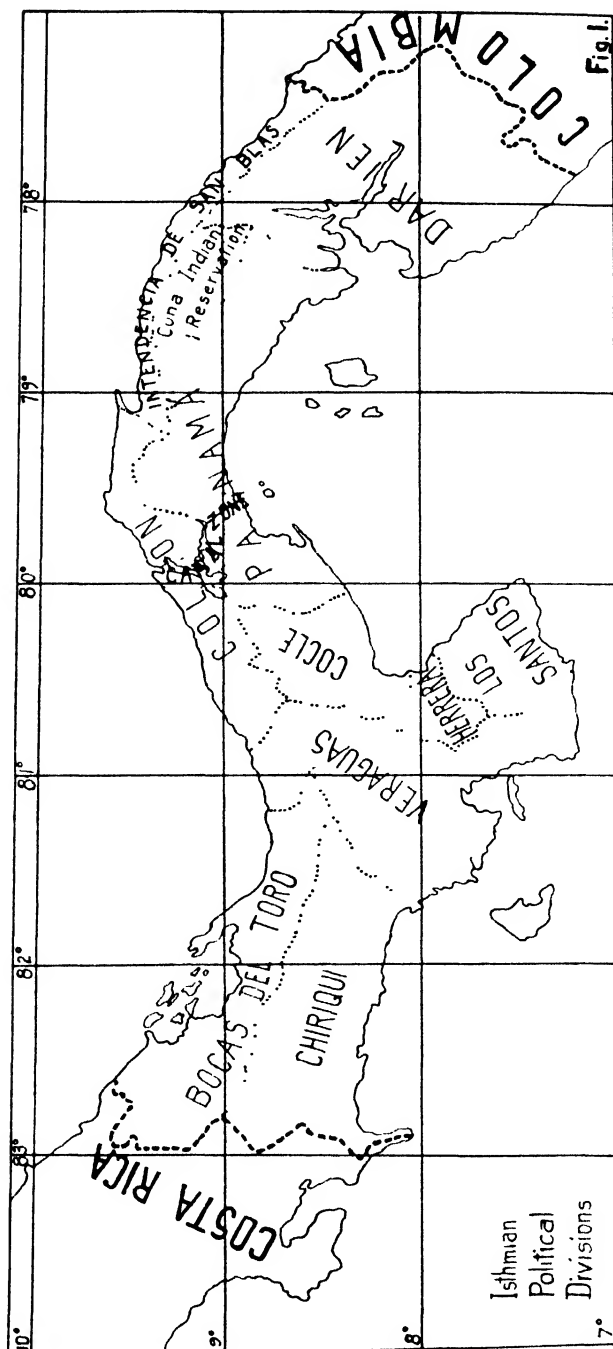 83°
82°
81°
80°
79°
78°
10°
9°
8°
7°
COSTA RICA
BOCAS DEL TORO
CHIRIQUI
VERAGUAS
COCLE
HERRERA
LOS
SANTOS
COLON
CANAL ZONE
PANAMA
INTENDENCIA DE SAN BLAS
Cuna Indian
Reservation
DARIEN
COLOMBIA
Isthmian
Political
Divisions
Fig. 1.